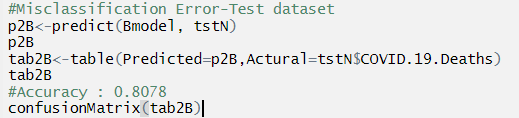 #Misclassification Error-Test dataset
p2B<-predict(Bmodel, tstN)
p2B
tab2B<-table(Predicted=p2B,Actural=tstN$COVID.19.Deaths)
tab2B
#Accuracy : 0.8078
confusionMatrix(tab2B)